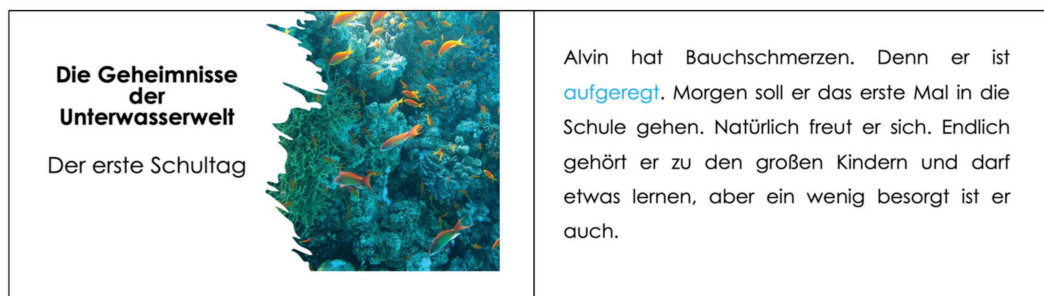 Die Geheimnisse
der
Unterwasserwelt
Der erste Schultag
Alvin hat Bauchschmerzen. Denn er ist
aufgeregt. Morgen soll er das erste Mal in die
Schule gehen. Natürlich freut er sich. Endlich
gehört er zu den großen Kindern und darf
etwas lernen, aber ein wenig besorgt ist er
auch.